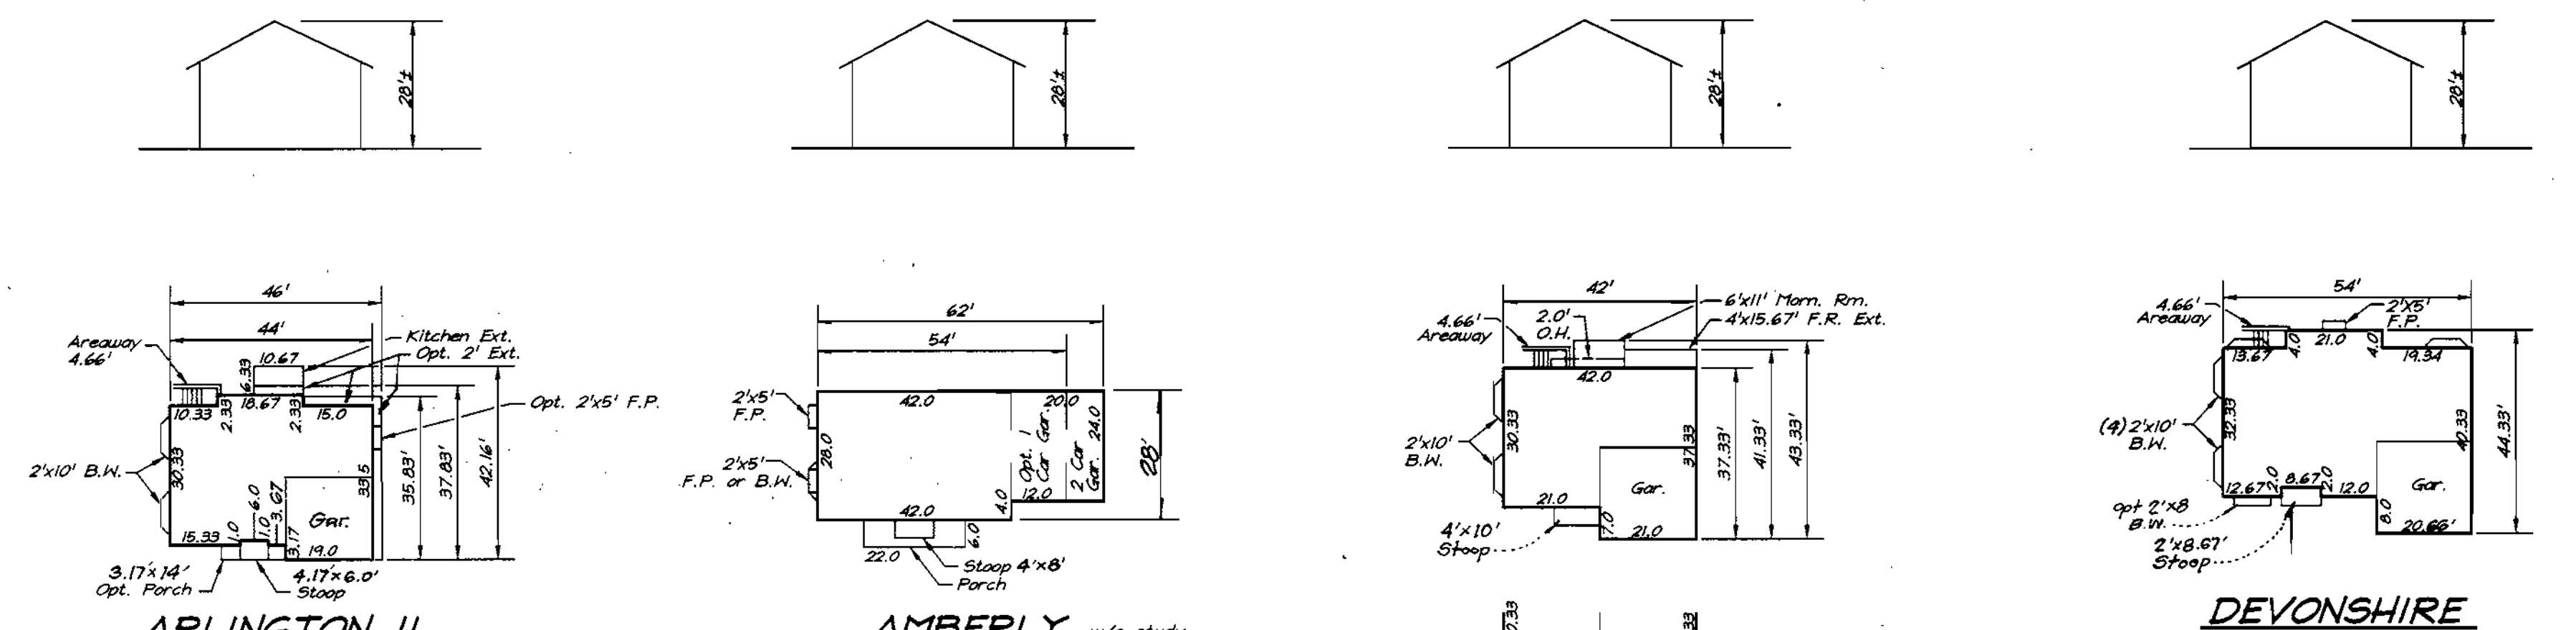 28'±
28'±
28'±
28'±
46'
44'
Areaway
4.66'
Kitchen Ext.
Opt. 2' Ext.
10.67
6.33
10.33
2.33
18.67
2.33
15.0
Opt. 2'x5' F.P.
2'x10' B.W.
30.33
33.5
35.83'
37.83'
42.16'
15.33
1.0
6.0
1.0
3.67
3.17
Gar.
19.0
3.17'x14'
Opt. Porch
4.17'x6.0'
Stoop
ARLINGTON II
62'
54'
2'x5'
F.P.
42.0
20.0
28.0
Opt. 1
Car Gar.
2 Car
Gar.
24.0
28'
2'x5'
F.P. or B.W.
12.0
4.0
42.0
22.0
6.0
Stoop 4'x8'
Porch
AMBERLY w/o study
42'
6'x11' Morn. Rm.
4'x15.67' F.R. Ext.
4.66'
Areaway
2.0'
O.H.
42.0
2'x10'
B.W.
30.33
37.33
37.33'
41.33'
43.33'
21.0
7.0
Gar.
21.0
4'x10'
Stoop
54'
4.66'
Areaway
2'x5'
F.P.
13.67
4.0
21.0
4.0
19.34
(4) 2'x10'
B.W.
32.33
40.33
44.33'
12.67
2.0
8.67
2.0
12.0
8.0
Gar.
20.66'
opt 2'x8
B.W.
2'x8.67'
Stoop
DEVONSHIRE